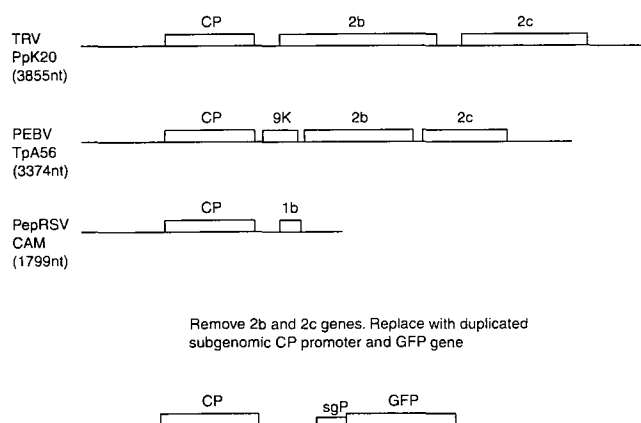 CP 2b 2c
TRV
PpK20
(3855nt)
CP 9K 2b 2c
PEBV
TpA56
(3374nt)
CP 1b
PepRSV
CAM
(1799nt)
Remove 2b and 2c genes. Replace with duplicated
subgenomic CP promoter and GFP gene
CP sgP GFP